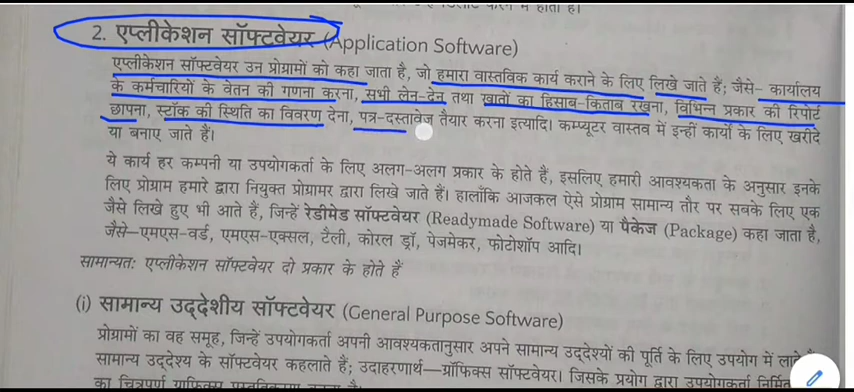 2. एप्लीकेशन सॉफ्टवेयर (Application Software)
एप्लीकेशन सॉफ्टवेयर उन प्रोग्रामों को कहा जाता है, जो हमारा वास्तविक कार्य कराने के लिए लिखे जाते हैं; जैसे- कार्यालय
के कर्मचारियों के वेतन की गणना करना, सभी लेन-देन तथा खातों का हिसाब-किताब रखना, विभिन्न प्रकार की रिपोर्ट
छापना, स्टॉक की स्थिति का विवरण देना, पत्र-दस्तावेज तैयार करना इत्यादि। कम्प्यूटर वास्तव में इन्हीं कार्यों के लिए खरीदे
या बनाए जाते हैं।
ये कार्य हर कम्पनी या उपयोगकर्ता के लिए अलग-अलग प्रकार के होते हैं, इसलिए हमारी आवश्यकता के अनुसार इनके
लिए प्रोग्राम हमारे द्वारा नियुक्त प्रोग्रामर द्वारा लिखे जाते हैं। हालाँकि आजकल ऐसे प्रोग्राम सामान्य तौर पर सबके लिए एक
जैसे लिखे हुए भी आते हैं, जिन्हें रेडीमेड सॉफ्टवेयर (Readymade Software) या पैकेज (Package) कहा जाता है,
जैसे–एमएस-वर्ड, एमएस-एक्सल, टैली, कोरल ड्रॉ, पेजमेकर, फोटोशॉप आदि।
सामान्यतः एप्लीकेशन सॉफ्टवेयर दो प्रकार के होते हैं
(i) सामान्य उद्देशीय सॉफ्टवेयर (General Purpose Software)
प्रोग्रामों का वह समूह, जिन्हें उपयोगकर्ता अपनी आवश्यकतानुसार अपने सामान्य उद्देश्यों की पूर्ति के लिए उपयोग में लाते
सामान्य उद्देश्य के सॉफ्टवेयर कहलाते हैं; उदाहरणार्थ–ग्रॉफिक्स सॉफ्टवेयर। जिसके प्रयोग द्वारा उपयोगकर्ता निर्मित